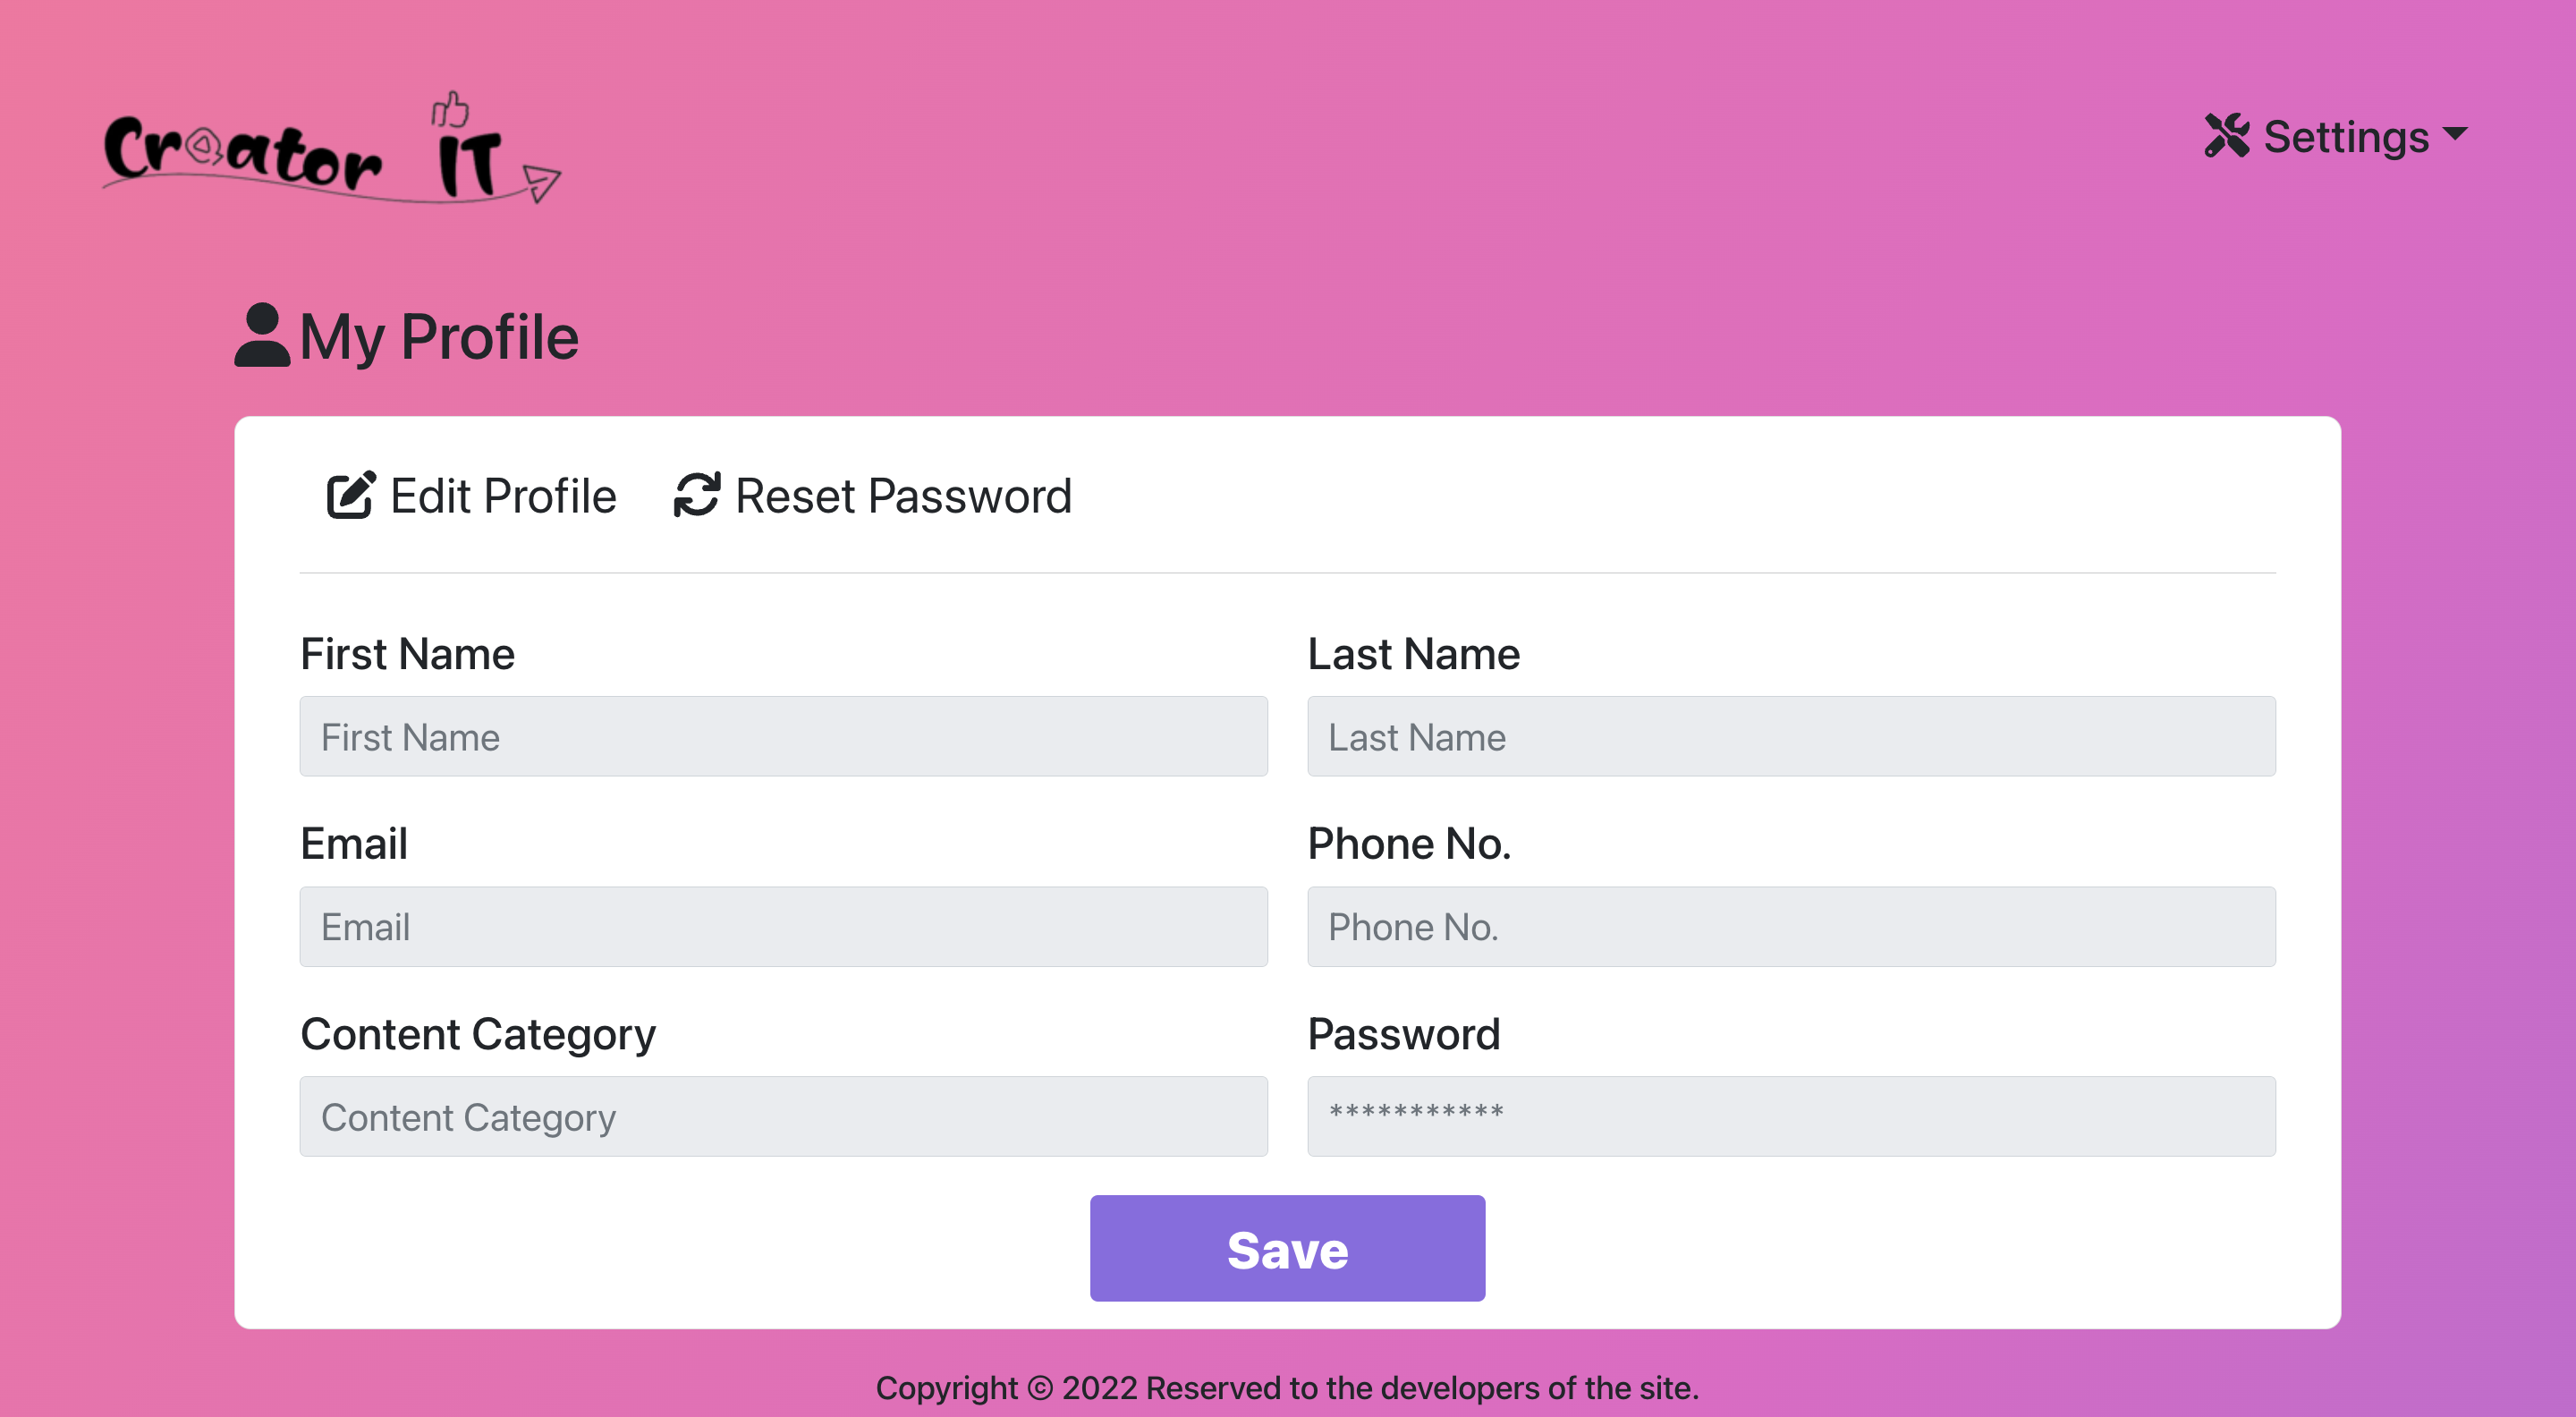 Creator IT
Settings
My Profile
Edit Profile Reset Password
First Name Last Name
First Name Last Name
Email Phone No.
Email Phone No.
Content Category Password
Content Category ***********
Save
Copyright © 2022 Reserved to the developers of the site.